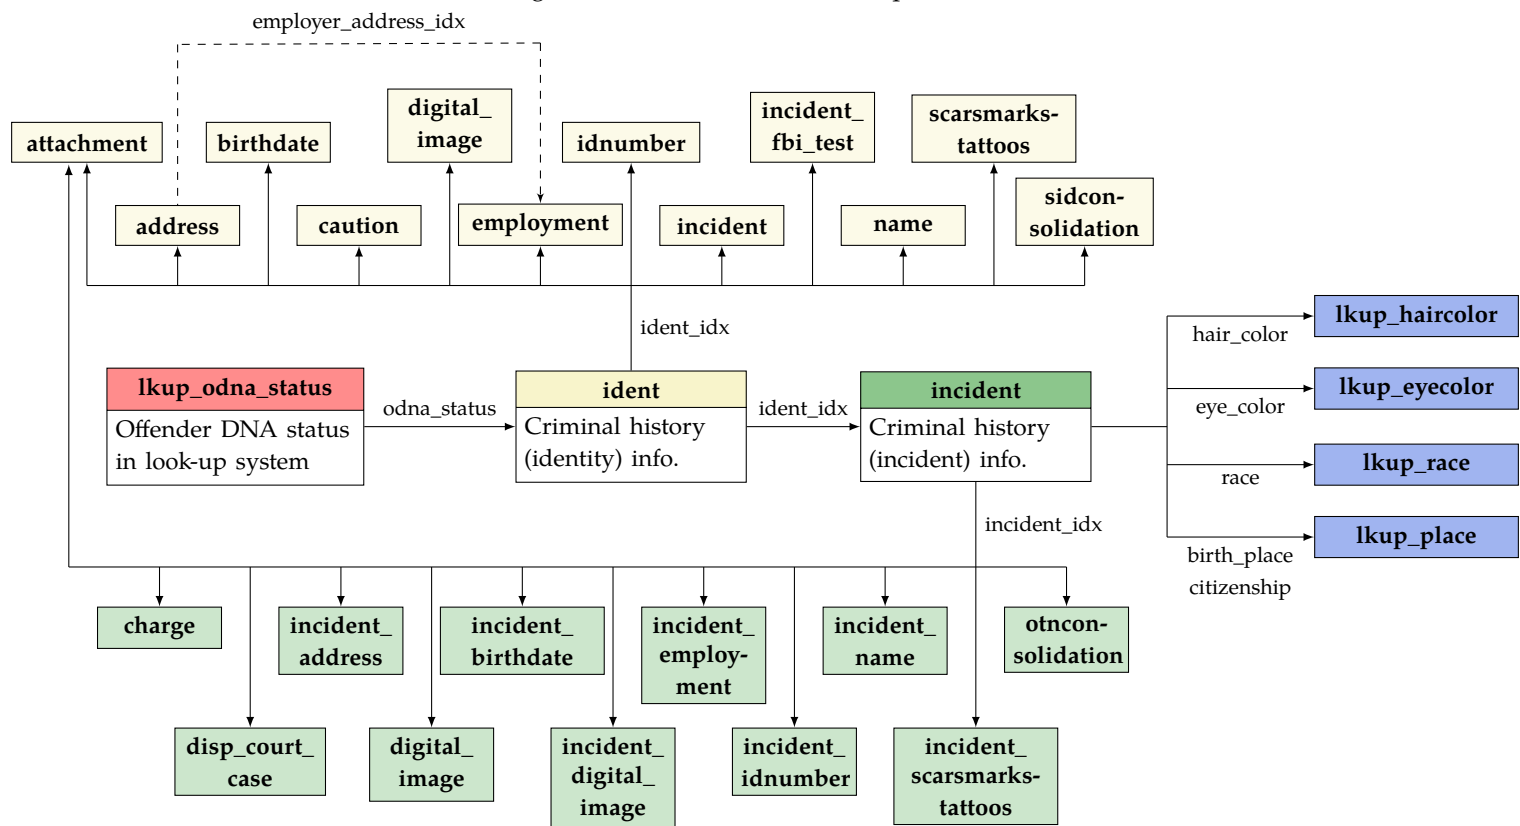 employer_address_idx
attachment
birthdate
digital_
image
idnumber
incident_
fbi_test
scarsmarks-
tattoos
address
caution
employment
incident
name
sidcon-
solidation
ident_idx
lkup_odna_status
Offender DNA status
in look-up system
odna_status
ident
Criminal history
(identity) info.
ident_idx
incident
Criminal history
(incident) info.
hair_color
lkup_haircolor
eye_color
lkup_eyecolor
race
lkup_race
birth_place
citizenship
lkup_place
incident_idx
charge
incident_
address
incident_
birthdate
incident_
employ-
ment
incident_
name
otncon-
solidation
disp_court_
case
digital_
image
incident_
digital_
image
incident_
idnumber
incident_
scarsmarks-
tattoos